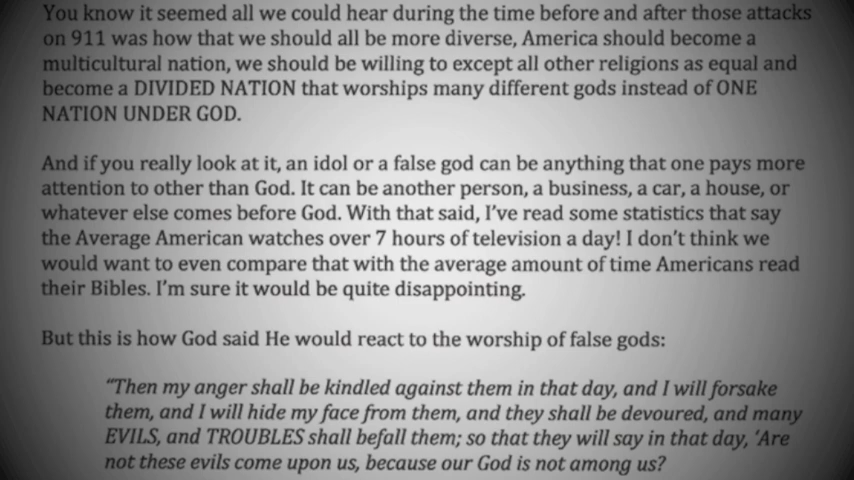 You know it seemed all we could hear during the time before and after those attacks
on 911 was how that we should all be more diverse, America should become a
multicultural nation, we should be willing to except all other religions as equal and
become a DIVIDED NATION that worships many different gods instead of ONE
NATION UNDER GOD.
And if you really look at it, an idol or a false god can be anything that one pays more
attention to other than God. It can be another person, a business, a car, a house, or
whatever else comes before God. With that said, I've read some statistics that say
the Average American watches over 7 hours of television a day! I don't think we
would want to even compare that with the average amount of time Americans read
their Bibles. I'm sure it would be quite disappointing.
But this is how God said He would react to the worship of false gods:
“Then my anger shall be kindled against them in that day, and I will forsake
them, and I will hide my face from them, and they shall be devoured, and many
EVILS, and TROUBLES shall befall them; so that they will say in that day, ‘Are
not these evils come upon us, because our God is not among us?